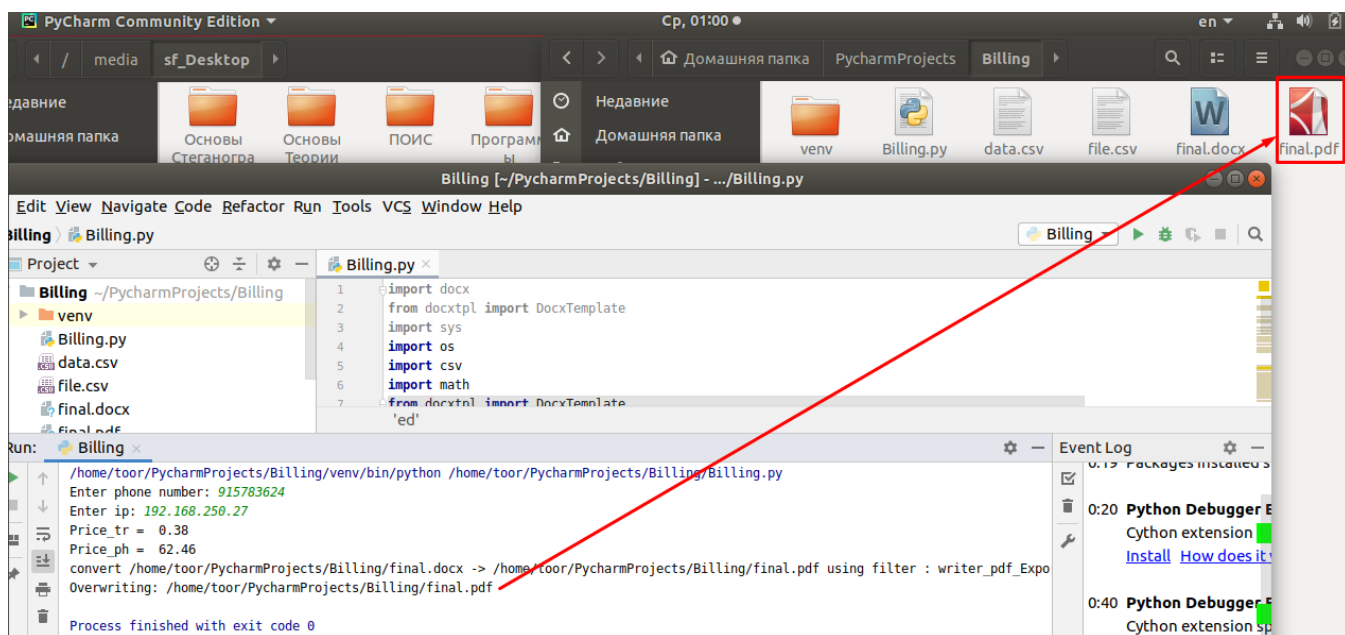 PyCharm Community Edition
Ср, 01:00
en
/ media sf_Desktop
Домашняя папка PycharmProjects Billing
едавние
омашняя папка
Основы Стеганогра
Основы Теории
ПОИС
Программ ы
Недавние
Домашняя папка
venv
Billing.py
data.csv
file.csv
final.docx
final.pdf
Billing [~/PycharmProjects/Billing] - .../Billing.py
Edit View Navigate Code Refactor Run Tools VCS Window Help
Billing Billing.py
Billing
Project
Billing.py
Billing ~/PycharmProjects/Billing
venv
Billing.py
data.csv
file.csv
final.docx
final.pdf
1 import docx
2 from docxtpl import DocxTemplate
3 import sys
4 import os
5 import csv
6 import math
7 from docxtpl import DocxTemplate
'ed'
Run: Billing
/home/toor/PycharmProjects/Billing/venv/bin/python /home/toor/PycharmProjects/Billing/Billing.py
Enter phone number: 915783624
Enter ip: 192.168.250.27
Price_tr = 0.38
Price_ph = 62.46
convert /home/toor/PycharmProjects/Billing/final.docx -> /home/toor/PycharmProjects/Billing/final.pdf using filter : writer_pdf_Expo
Overwriting: /home/toor/PycharmProjects/Billing/final.pdf
Process finished with exit code 0
Event Log
0:19 Packages installed s
0:20 Python Debugger E
Cython extension
Install How does it
0:40 Python Debugger E
Cython extension sp